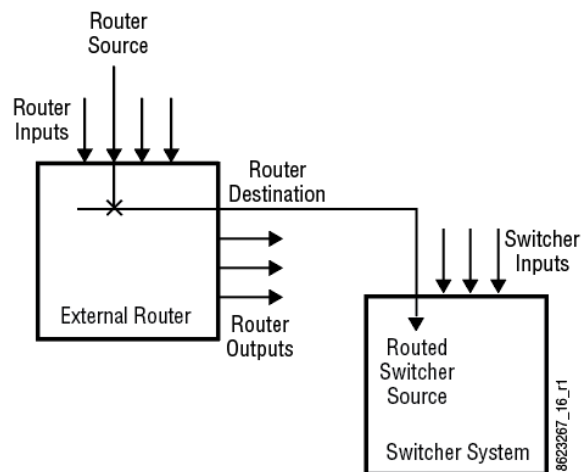 Router
Source
Router
Inputs
Router
Destination
Switcher
Inputs
External Router
Router
Outputs
Routed
Switcher
Source
Switcher System
8623267_16_r1